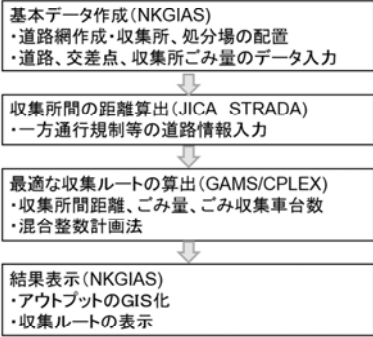 基本データ作成(NKGIAS)
・道路網作成・収集所、処分場の配置
・道路、交差点、収集所ごみ量のデータ入力
収集所間の距離算出(JICA STRADA)
・一方通行規制等の道路情報入力
最適な収集ルートの算出(GAMS/CPLEX)
・収集所間距離、ごみ量、ごみ収集車台数
・混合整数計画法
結果表示(NKGIAS)
・アウトプットのGIS化
・収集ルートの表示